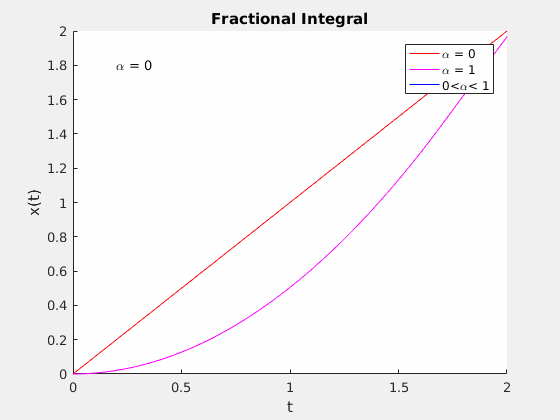 Fractional Integral
α = 0
α = 0
α = 1
0<α< 1
x(t)
2
1.8
1.6
1.4
1.2
1
0.8
0.6
0.4
0.2
0
0
0.5
1
1.5
2
t